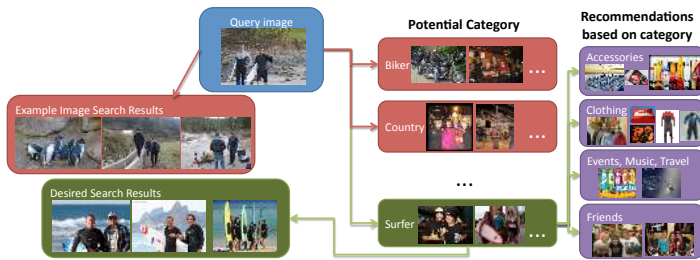 Query image
Potential Category
Recommendations
based on category
Biker
...
Accessories
Example Image Search Results
Country
...
Clothing
...
Events, Music, Travel
Desired Search Results
Surfer
...
Friends